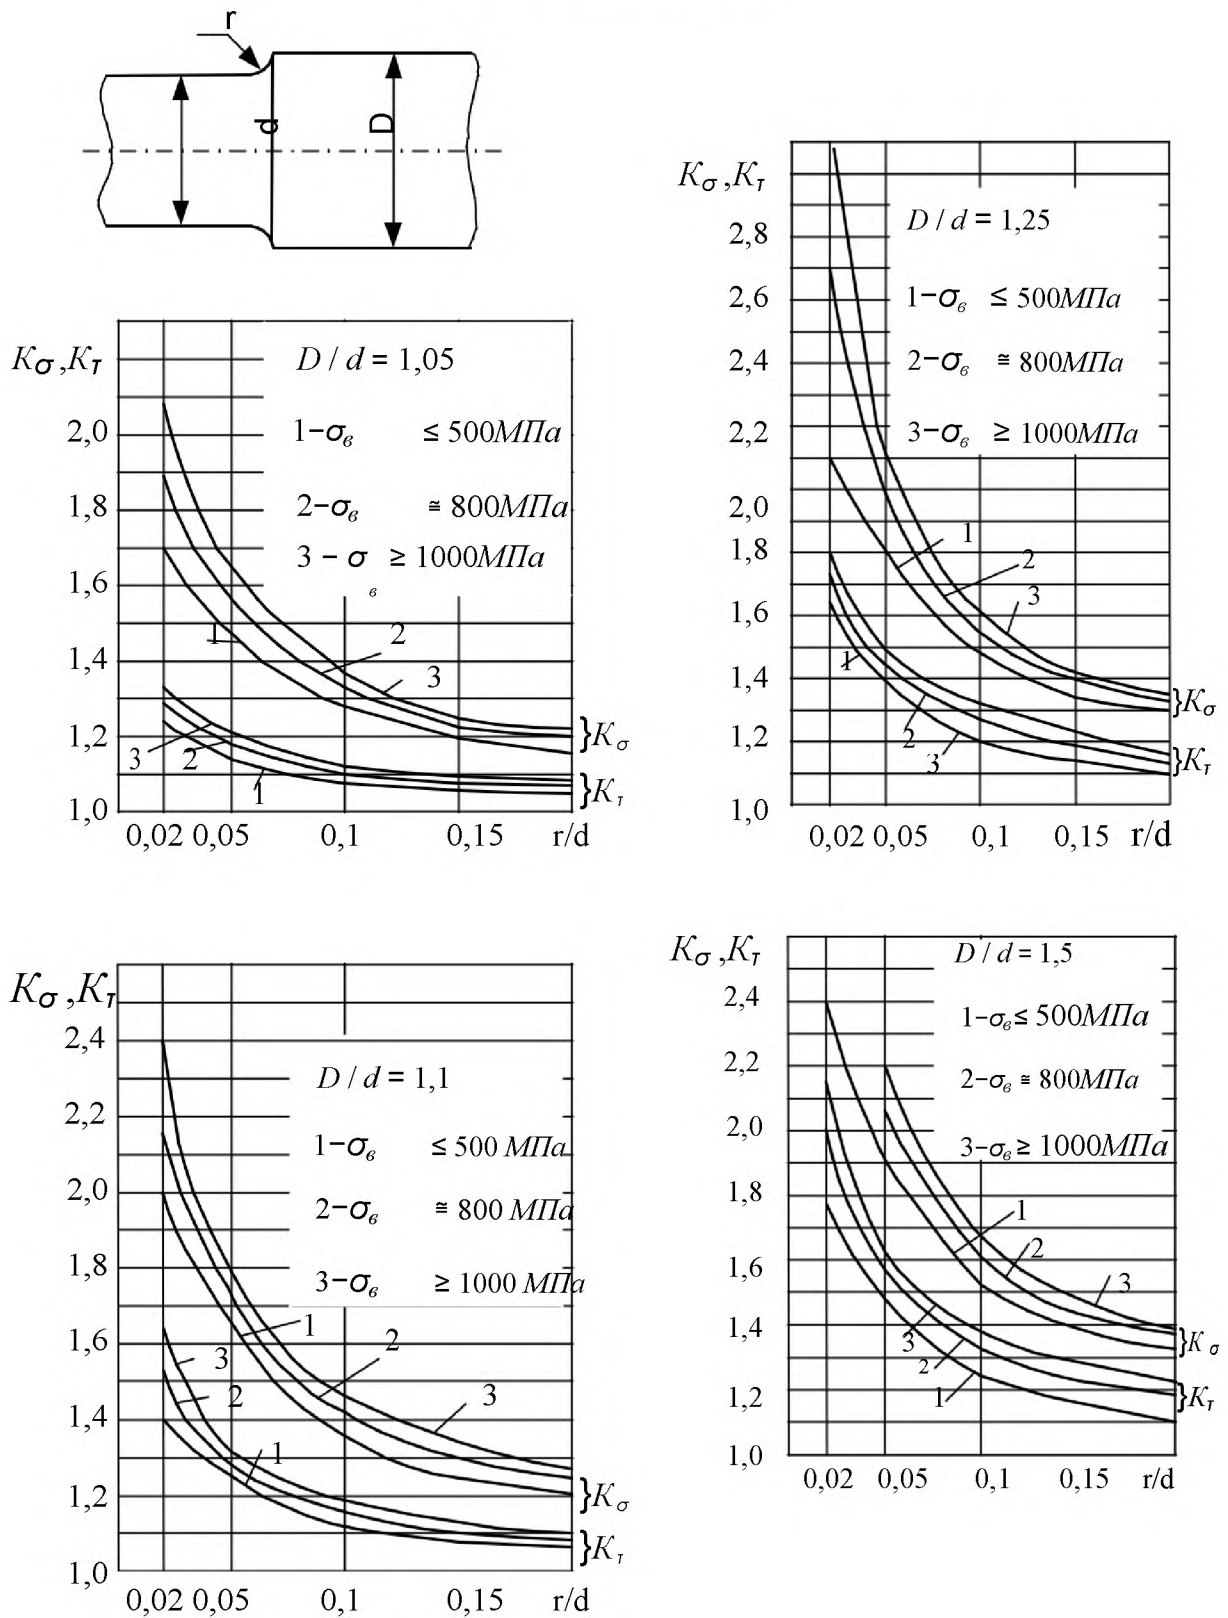 r
d
D
Kσ ,Kτ
D / d = 1,05
1−σв ≤ 500МПа
2−σв ≅ 800МПа
3 − σв ≥ 1000МПа
2,0
1,8
1,6
1,4
1,2
1,0
1
2
3
3
2
1
}Kσ
}Kτ
0,02 0,05 0,1 0,15 r/d
Kσ ,Kτ
D / d = 1,25
1−σв ≤ 500МПа
2−σв ≅ 800МПа
3−σв ≥ 1000МПа
2,8
2,6
2,4
2,2
2,0
1,8
1,6
1,4
1,2
1,0
1
2
3
1
2
3
}Kσ
}Kτ
0,02 0,05 0,1 0,15 r/d
Kσ ,Kτ
D / d = 1,1
1−σв ≤ 500 МПа
2−σв ≅ 800 МПа
3−σв ≥ 1000 МПа
2,4
2,2
2,0
1,8
1,6
1,4
1,2
1,0
1
2
3
3
2
1
}Kσ
}Kτ
0,02 0,05 0,1 0,15 r/d
Kσ ,Kτ
D / d = 1,5
1−σв ≤ 500МПа
2−σв ≅ 800МПа
3−σв ≥ 1000МПа
2,4
2,2
2,0
1,8
1,6
1,4
1,2
1,0
1
2
3
3
2
1
}Kσ
}Kτ
0,02 0,05 0,1 0,15 r/d